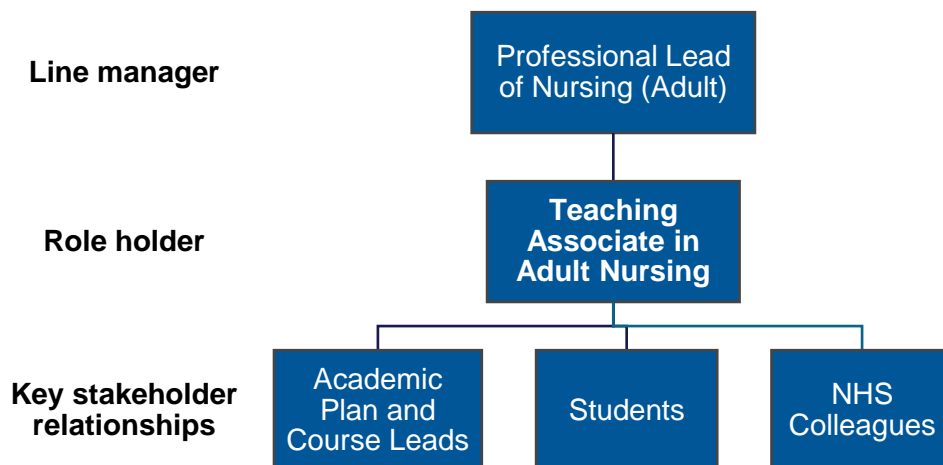 Line manager
Professional Lead
of Nursing (Adult)
Role holder
Teaching
Associate in
Adult Nursing
Key stakeholder
relationships
Academic
Plan and
Course Leads
Students
NHS
Colleagues